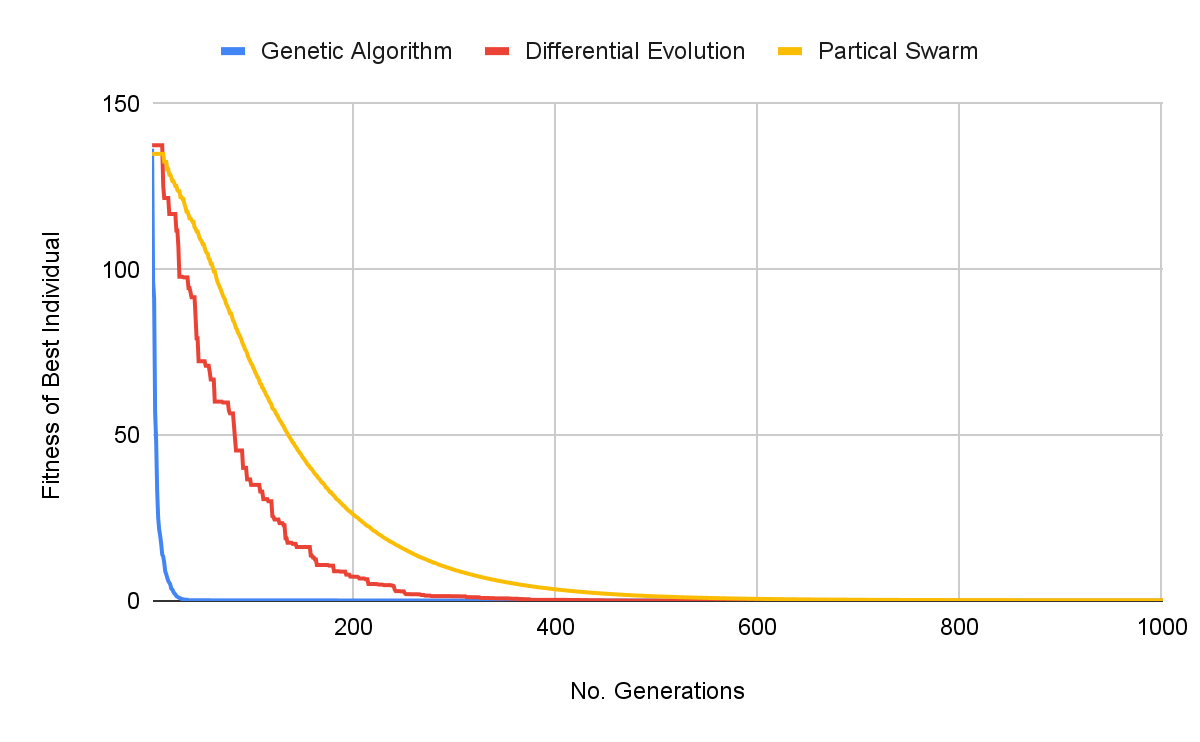 Genetic Algorithm Differential Evolution Partical Swarm
150
100
50
0
Fitness of Best Individual
200 400 600 800 1000
No. Generations